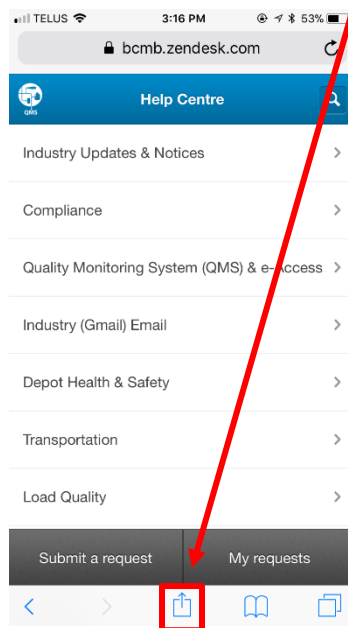 TELUS 3:16 PM 53%
bcmb.zendesk.com
QMS Help Centre
Industry Updates & Notices
Compliance
Quality Monitoring System (QMS) & e-Access
Industry (Gmail) Email
Depot Health & Safety
Transportation
Load Quality
Submit a request My requests